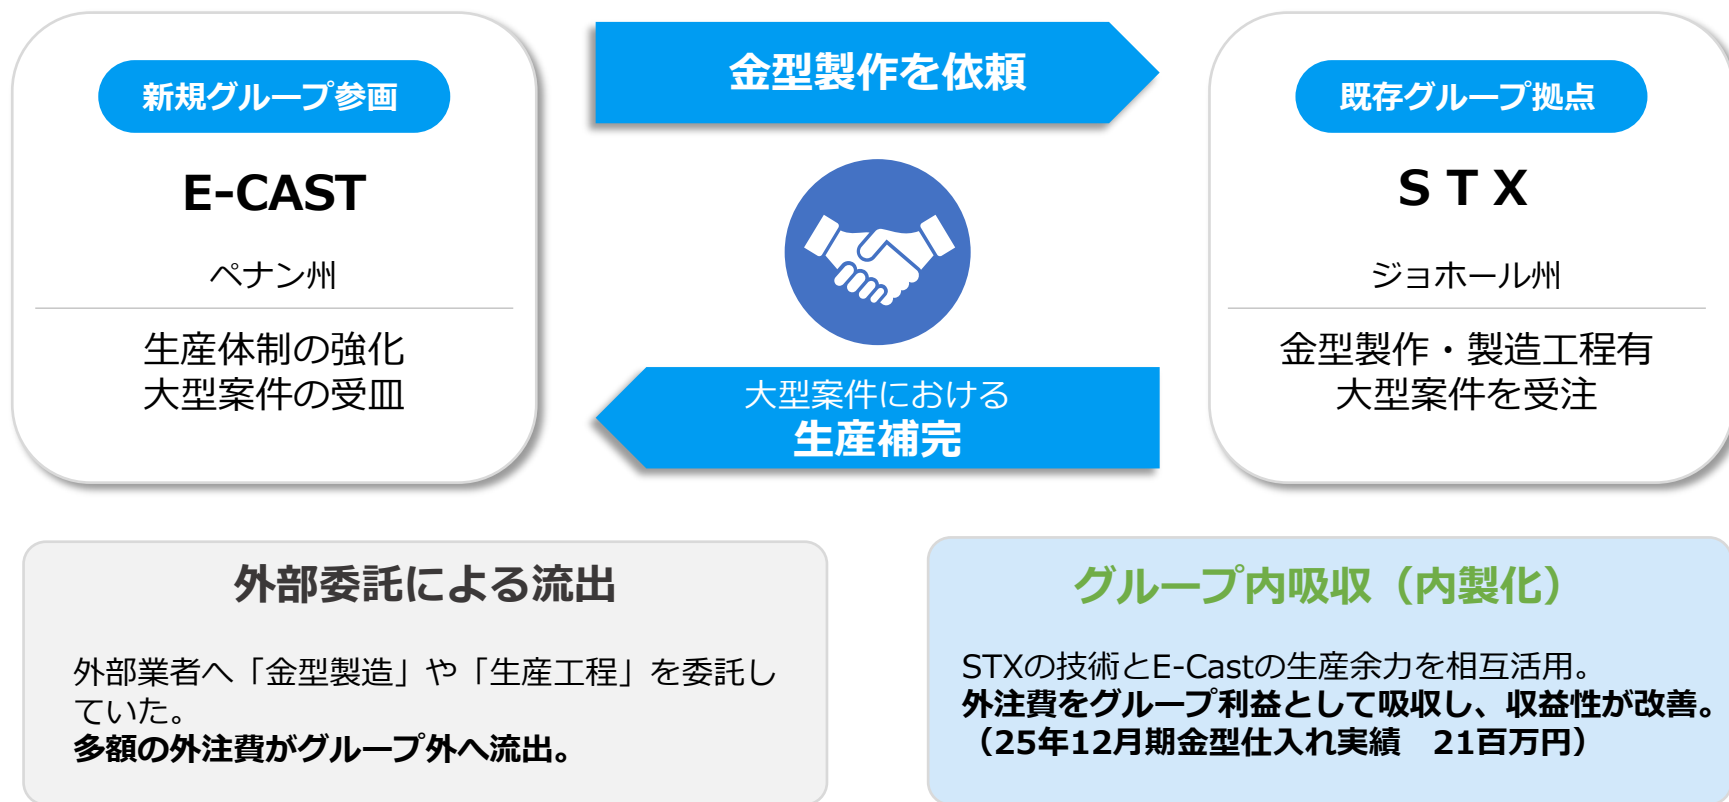 新規グループ参画
E-CAST
ペナン州
生産体制の強化
大型案件の受皿
金型製作を依頼
大型案件における
生産補完
既存グループ拠点
ＳＴＸ
ジョホール州
金型製作・製造工程有
大型案件を受注
外部委託による流出
外部業者へ「金型製造」や「生産工程」を委託し
ていた。
多額の外注費がグループ外へ流出。
グループ内吸収（内製化）
STXの技術とE-Castの生産余力を相互活用。
外注費をグループ利益として吸収し、収益性が改善。
（25年12月期金型仕入れ実績　21百万円）